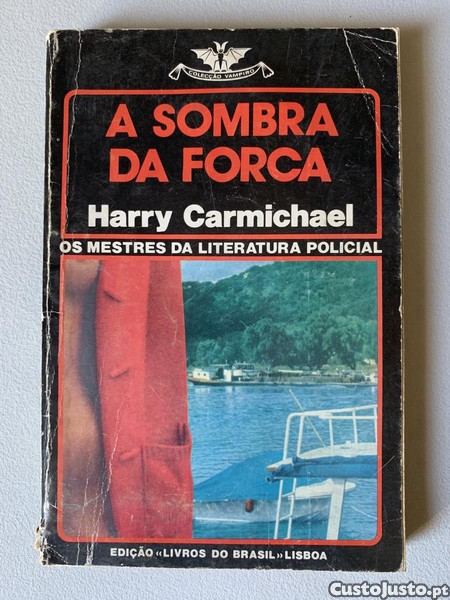 COLECÇÃO VAMPIRO
A SOMBRA
DA FORCA
Harry Carmichael
OS MESTRES DA LITERATURA POLICIAL
EDIÇÃO «LIVROS DO BRASIL» LISBOA
CustoJusto.pt